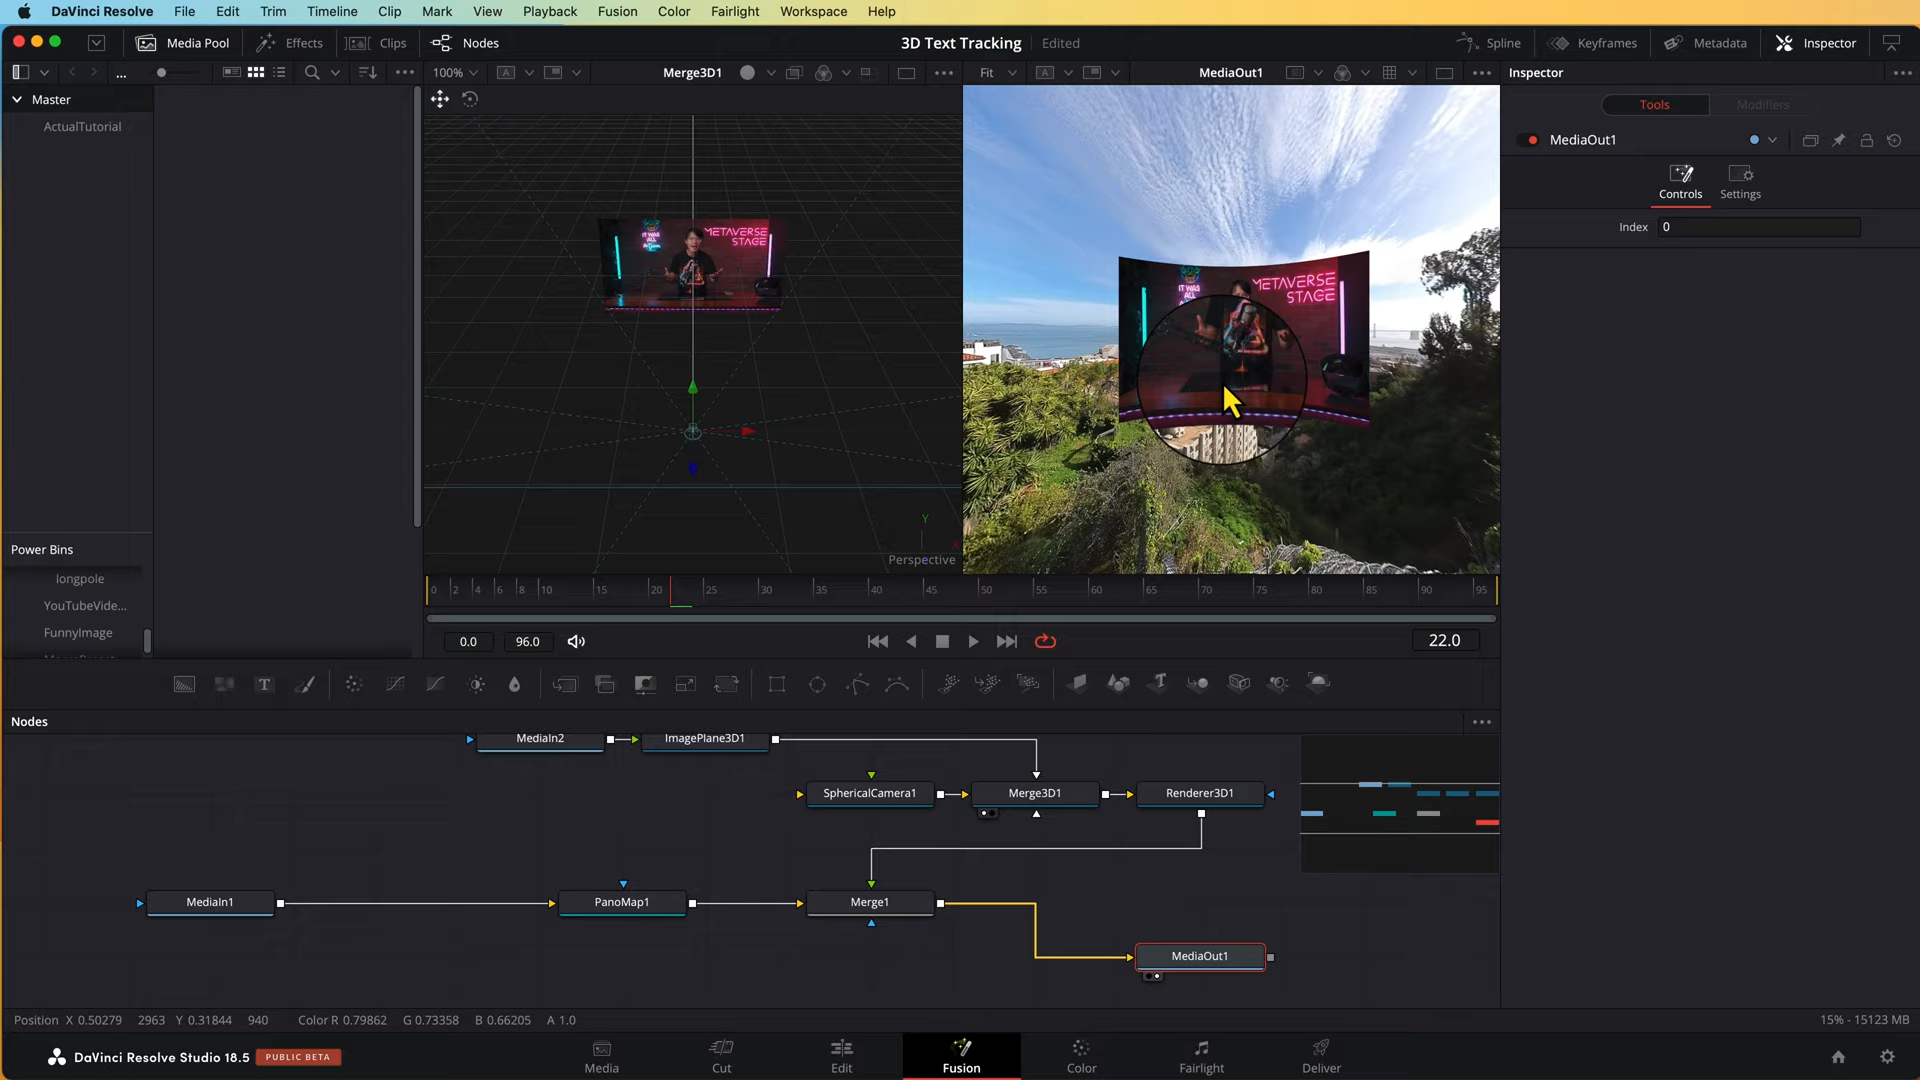 DaVinci Resolve File Edit Trim Timeline Clip Mark View Playback Fusion Color Fairlight Workspace Help
Media Pool Effects Clips Nodes 3D Text Tracking Edited Spline Keyframes Metadata Inspector
... 100% A Merge3D1 Fit A MediaOut1 Inspector
Master
ActualTutorial
Tools Modifiers
MediaOut1
Controls Settings
Index 0
IT WAS
ALL
METAVERSE
STAGE
IT WAS
ALL
METAVERSE
STAGE
Y
Perspective
Power Bins
longpole
YouTubeVide...
FunnyImage
0 2 4 6 8 10 15 20 25 30 35 40 45 50 55 60 65 70 75 80 85 90 95
0.0 96.0 22.0
T T
Nodes
MediaIn2 ImagePlane3D1
SphericalCamera1 Merge3D1 Renderer3D1
MediaIn1 PanoMap1 Merge1
MediaOut1
Position X 0.50279 2963 Y 0.31844 940 Color R 0.79862 G 0.73358 B 0.66205 A 1.0 15% - 15123 MB
DaVinci Resolve Studio 18.5 PUBLIC BETA
Media Cut Edit Fusion Color Fairlight Deliver